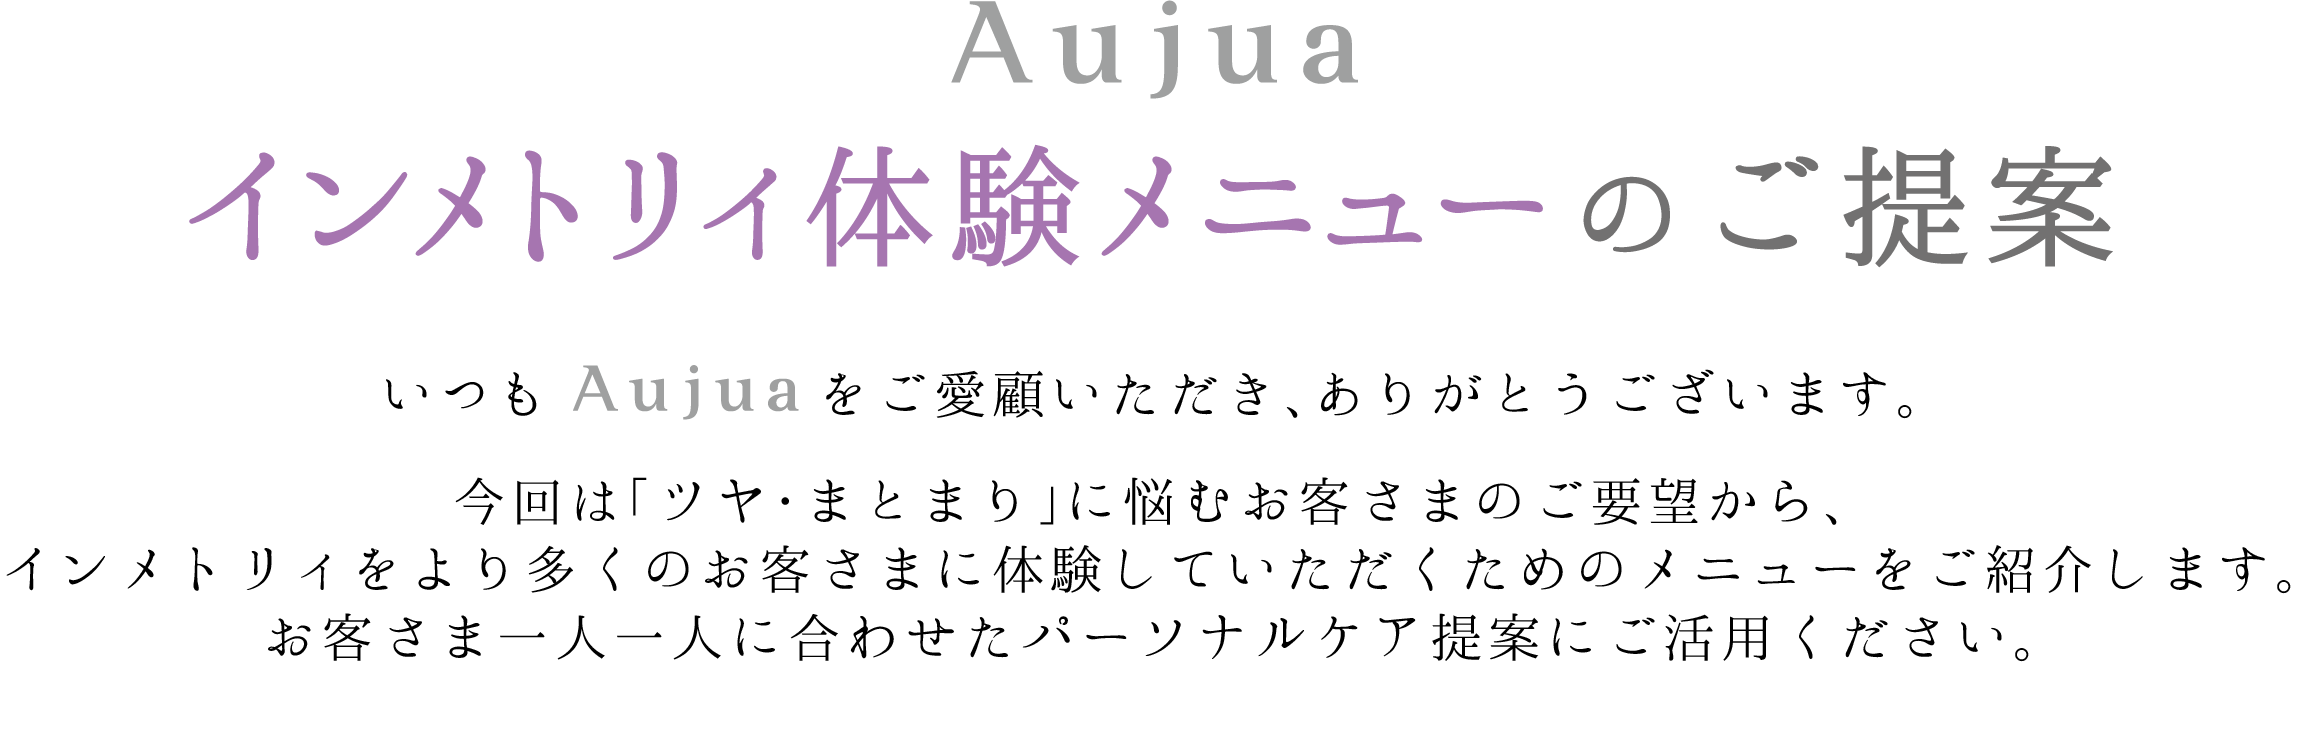 Aujua
インメトリィ体験メニューのご提案
いつも Aujua をご愛顧いただき、ありがとうございます。
今回は「ツヤ・まとまり」に悩むお客さまのご要望から、
インメトリィをより多くのお客さまに体験していただくためのメニューをご紹介します。
お客さま一人一人に合わせたパーソナルケア提案にご活用ください。